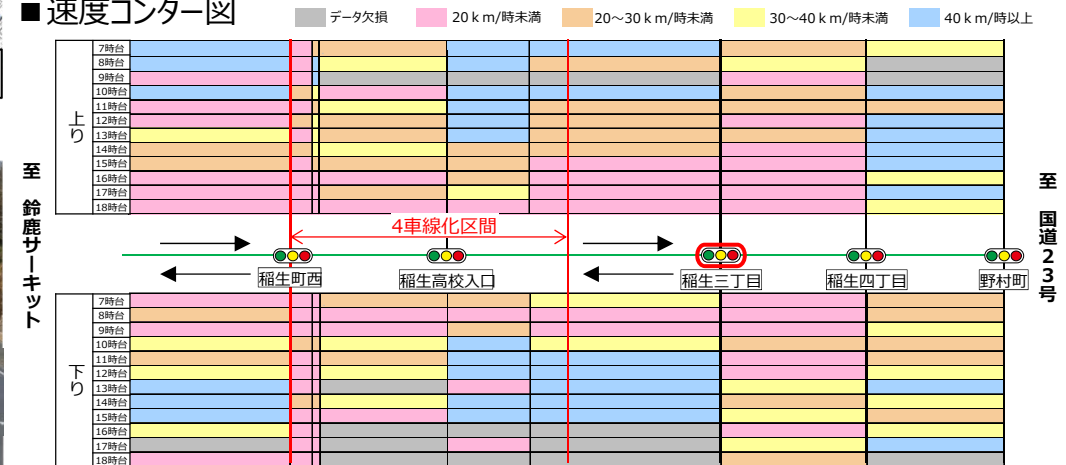 ■速度コンター図
データ欠損
20ｋm/時未満
20～30ｋm/時未満
30～40ｋm/時未満
40ｋm/時以上
上り
7時台
8時台
9時台
10時台
11時台
12時台
13時台
14時台
15時台
16時台
17時台
18時台
至 鈴鹿サーキット
至 国道23号
4車線化区間
稲生町西
稲生高校入口
稲生三丁目
稲生四丁目
野村町
下り
7時台
8時台
9時台
10時台
11時台
12時台
13時台
14時台
15時台
16時台
17時台
18時台